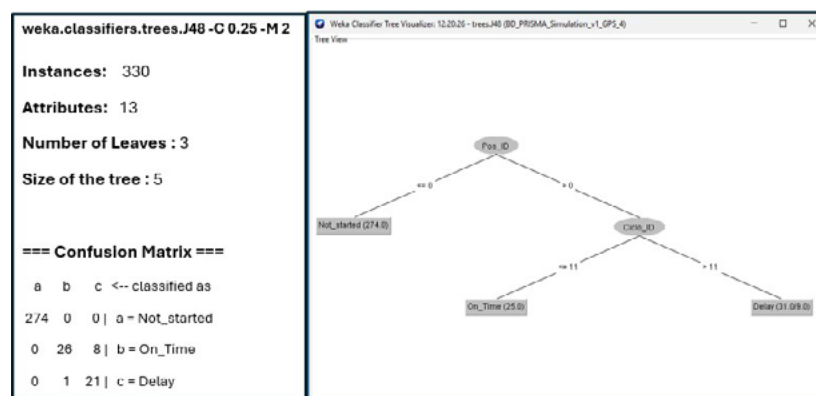 weka.classifiers.trees.J48 -C 0.25 -M 2
Instances: 330
Attributes: 13
Number of Leaves : 3
Size of the tree : 5
=== Confusion Matrix ===
a b c <-- classified as
274 0 0 | a = Not_started
0 26 8 | b = On_Time
0 1 21 | c = Delay
Weka Classifier Tree Visualizer: 12:20:26 - trees.J48 (BD_PRISMA_Simulation_v1_GPS_4)
Tree View
Pos_ID
<= 0
> 0
Not_started (274.0)
Ciclo_ID
<= 11
> 11
On_Time (25.0)
Delay (31.0/9.0)